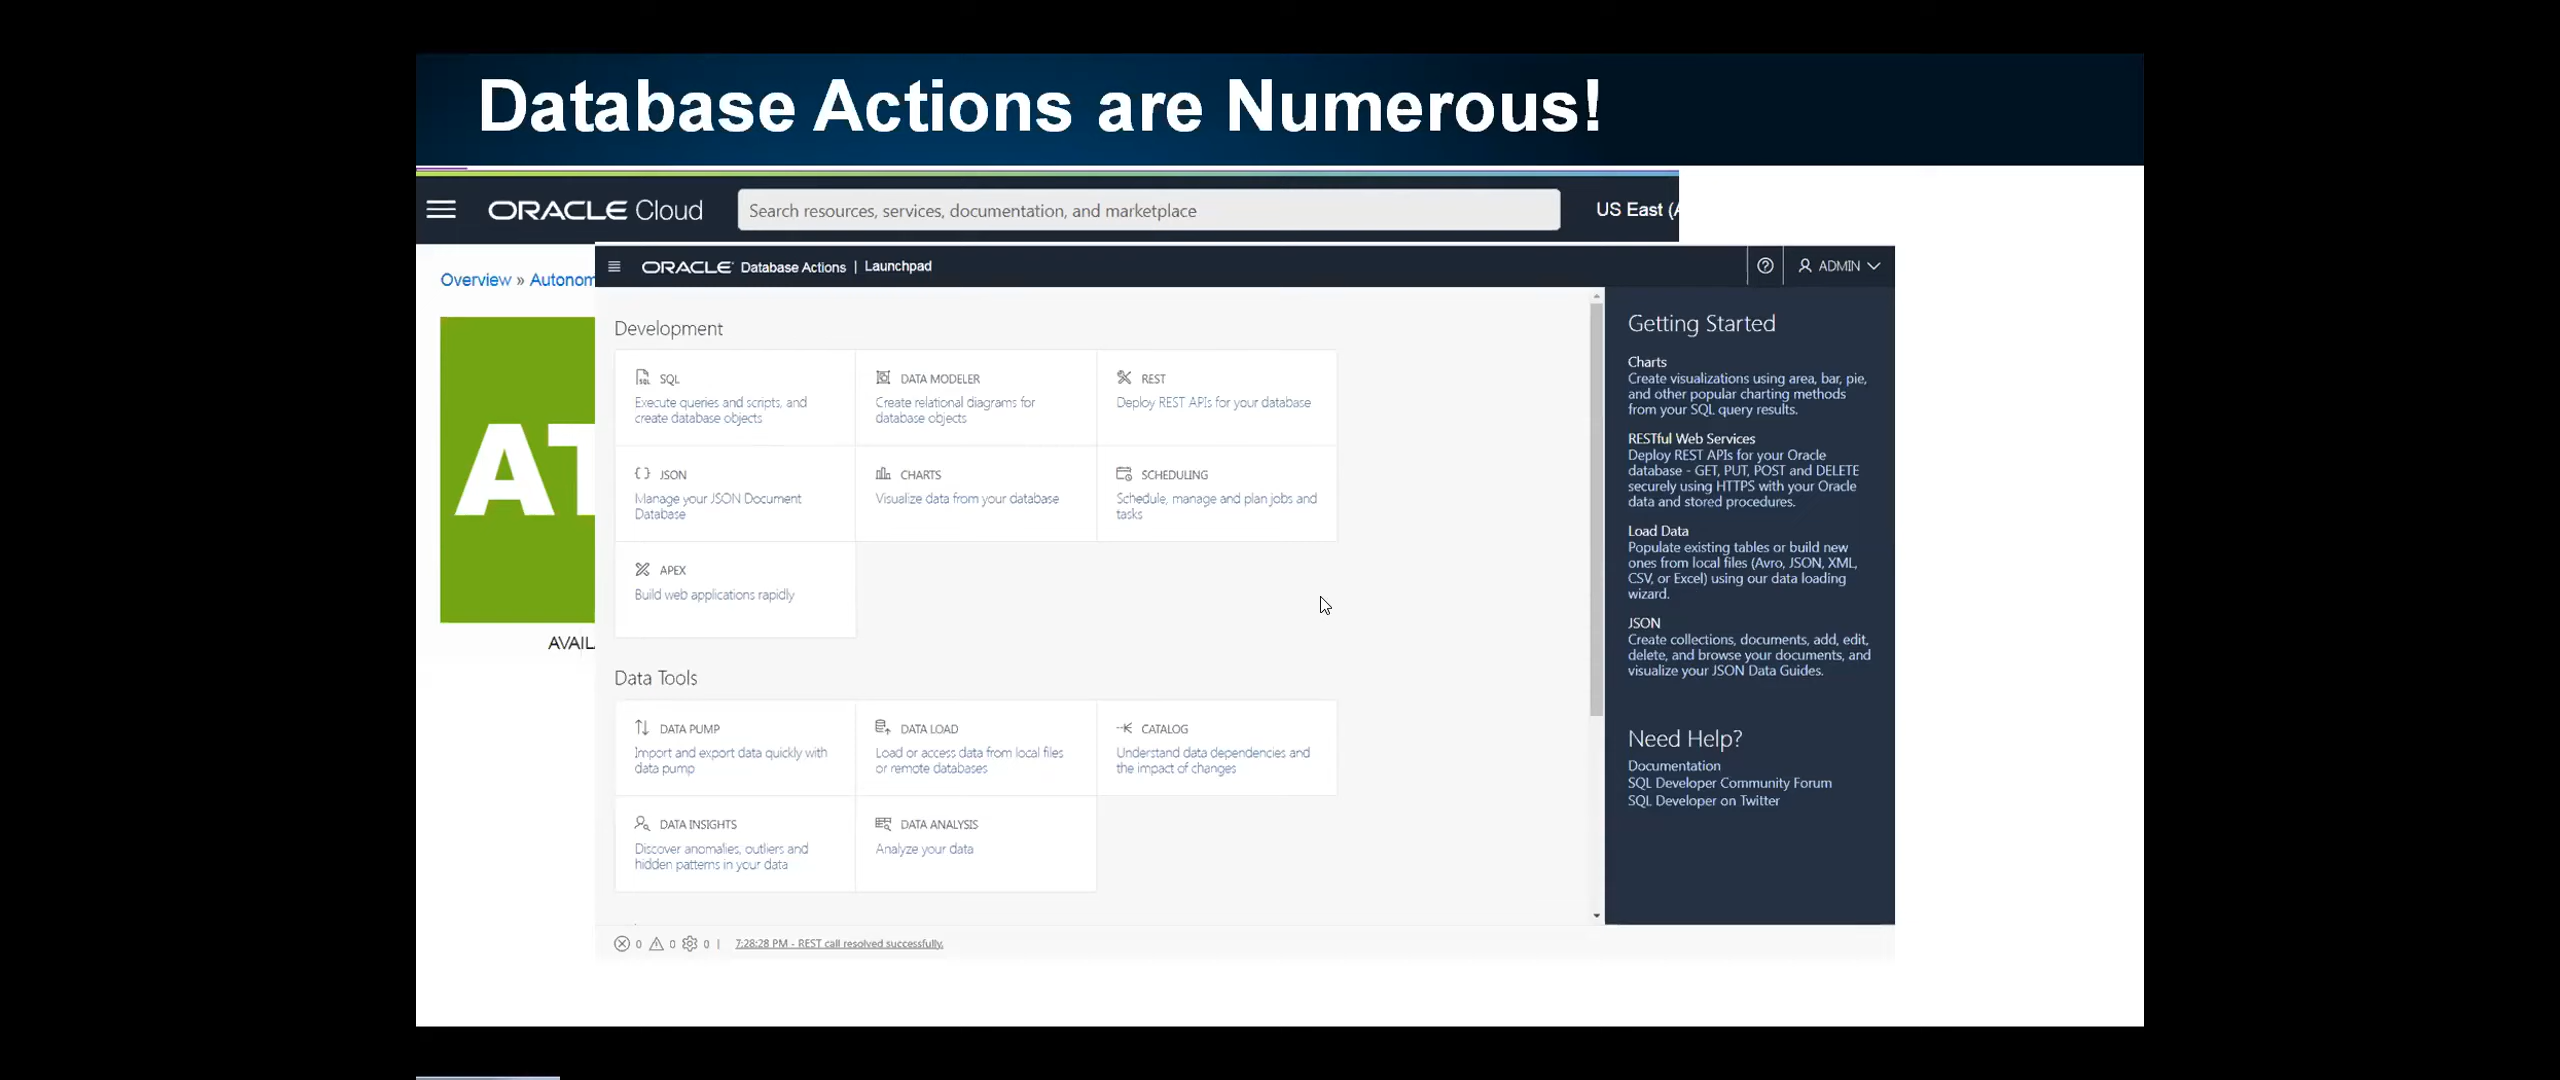 Database Actions are Numerous!
ORACLE Cloud
Search resources, services, documentation, and marketplace
US East (
Overview » Autonom
AT
AVAIL
ORACLE Database Actions | Launchpad
ADMIN
Development
SQL
Execute queries and scripts, and
create database objects
DATA MODELER
Create relational diagrams for
database objects
REST
Deploy REST APIs for your database
JSON
Manage your JSON Document
Database
CHARTS
Visualize data from your database
SCHEDULING
Schedule, manage and plan jobs and
tasks
APEX
Build web applications rapidly
Data Tools
DATA PUMP
Import and export data quickly with
data pump
DATA LOAD
Load or access data from local files
or remote databases
CATALOG
Understand data dependencies and
the impact of changes
DATA INSIGHTS
Discover anomalies, outliers and
hidden patterns in your data
DATA ANALYSIS
Analyze your data
Getting Started
Charts
Create visualizations using area, bar, pie,
and other popular charting methods
from your SQL query results.
RESTful Web Services
Deploy REST APIs for your Oracle
database - GET, PUT, POST and DELETE
securely using HTTPS with your Oracle
data and stored procedures.
Load Data
Populate existing tables or build new
ones from local files (Avro, JSON, XML,
CSV, or Excel) using our data loading
wizard.
JSON
Create collections, documents, add, edit,
delete, and browse your documents, and
visualize your JSON Data Guides.
Need Help?
Documentation
SQL Developer Community Forum
SQL Developer on Twitter
0 0 0 | 7:28:28 PM - REST call resolved successfully.